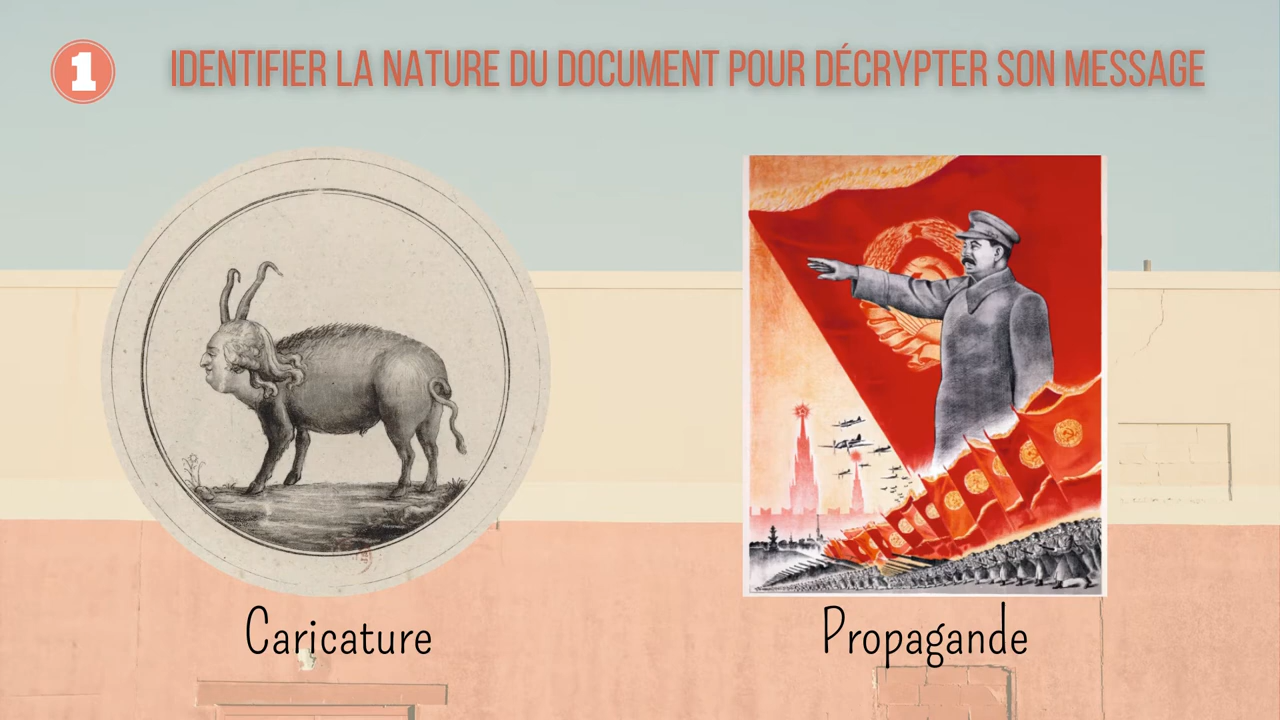 1 IDENTIFIER LA NATURE DU DOCUMENT POUR DÉCRYPTER SON MESSAGE
Caricature
Propagande